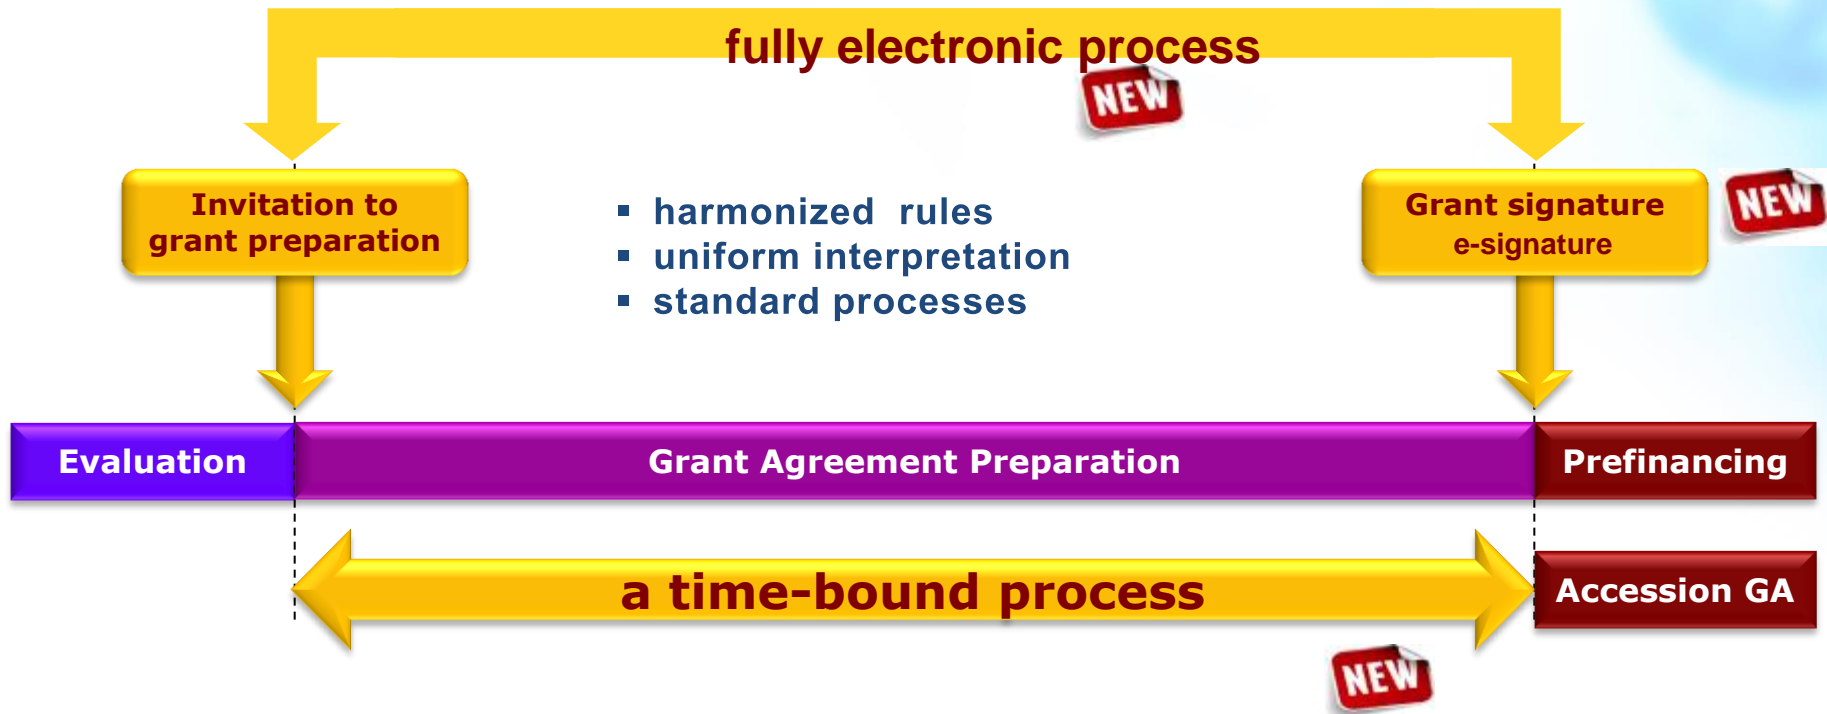 fully electronic process
NEW
Invitation to
grant preparation
▪ harmonized rules
▪ uniform interpretation
▪ standard processes
Grant signature
e-signature
NEW
Evaluation
Grant Agreement Preparation
Prefinancing
a time-bound process
Accession GA
NEW